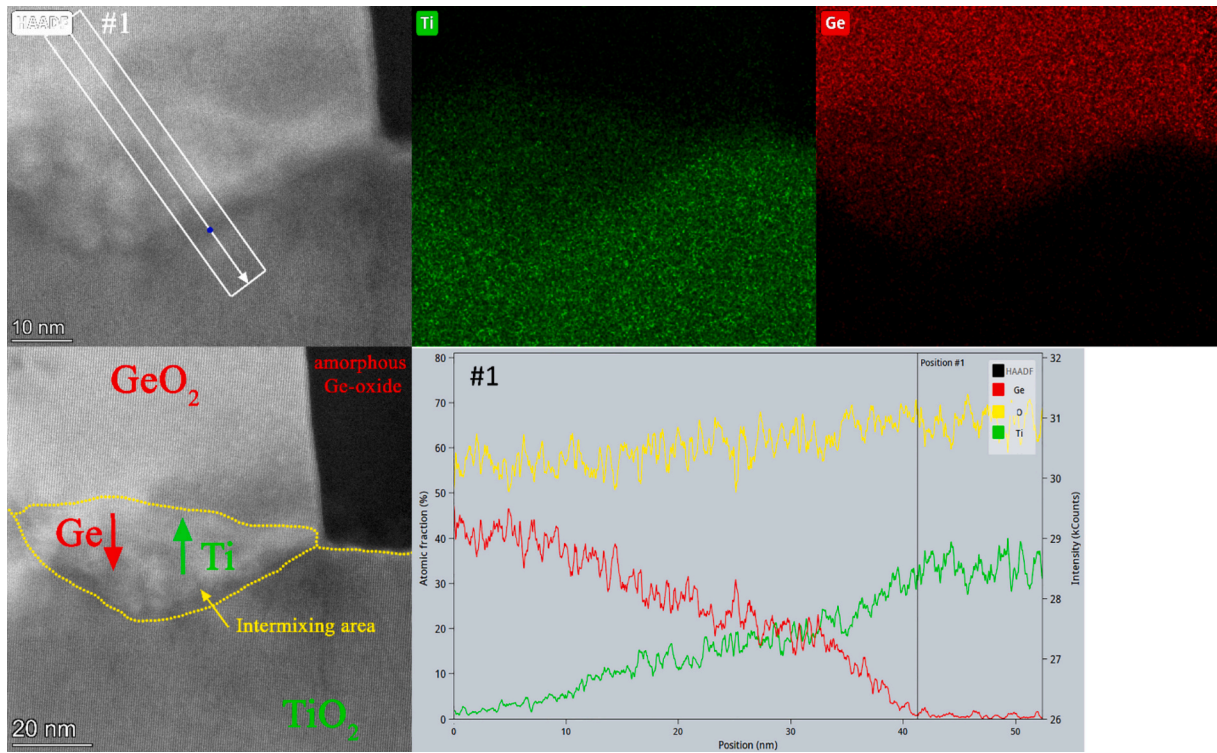 HAADF
#1
Ti
Ge
10 nm
GeO₂
amorphous
Ge-oxide
Ge
Ti
Intermixing area
TiO₂
20 nm
#1
Position #1
HAADF
Ge
O
Ti
80
70
60
50
40
30
20
10
0
Atomic fraction (%)
32
31
30
29
28
27
26
Intensity (kCounts)
0
10
20
30
40
50
Position (nm)